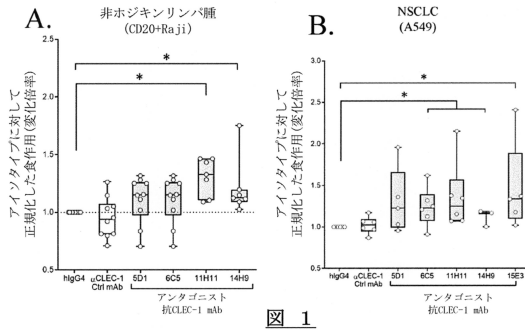 A.
非ホジキンリンパ腫
(CD20+Raji)
アイソタイプに対して
正規化した食作用(変化倍率)
2.5
2.0
1.5
1.0
0.5
*
*
hIgG4
αCLEC-1
Ctrl mAb
5D1
6C5
11H11
14H9
アンタゴニスト
抗CLEC-1 mAb
B.
NSCLC
(A549)
アイソタイプに対して
正規化した食作用(変化倍率)
3.0
2.5
2.0
1.5
1.0
0.5
*
*
hIgG4
αCLEC-1
Ctrl mAb
5D1
6C5
11H11
14H9
15E3
アンタゴニスト
抗CLEC-1 mAb
図 1